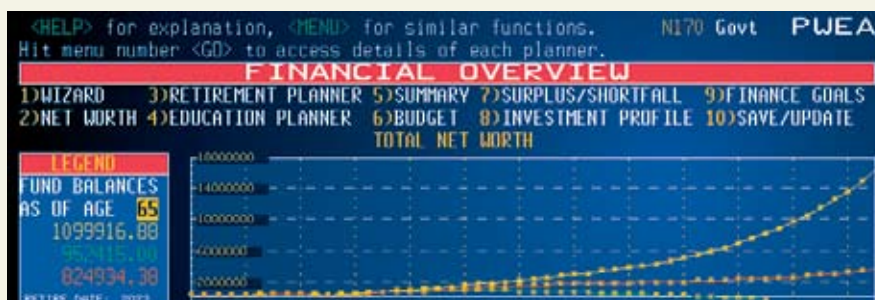 <HELP> for explanation, <MENU> for similar functions. N170 Govt PWEA
Hit menu number <GO> to access details of each planner.
FINANCIAL OVERVIEW
1)WIZARD 3)RETIREMENT PLANNER 5)SUMMARY 7)SURPLUS/SHORTFALL 9)FINANCE GOALS
2)NET WORTH 4)EDUCATION PLANNER 6)BUDGET 8)INVESTMENT PROFILE 10)SAVE/UPDATE
TOTAL NET WORTH
LEGEND
FUND BALANCES
AS OF AGE 65
1099916.88
952415.00
824934.38
18000000
14000000
10000000
6000000
2000000